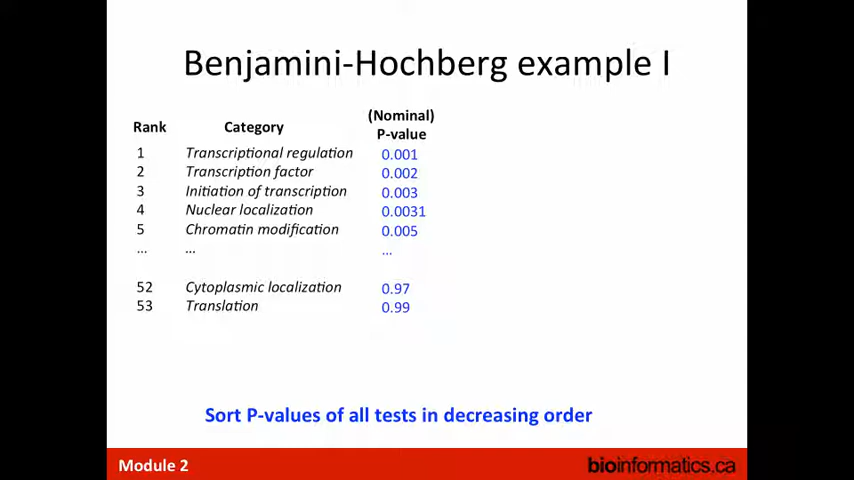 Benjamini-Hochberg example I
Rank Category (Nominal) P-value
1 Transcriptional regulation 0.001
2 Transcription factor 0.002
3 Initiation of transcription 0.003
4 Nuclear localization 0.0031
5 Chromatin modification 0.005
... ... ...
52 Cytoplasmic localization 0.97
53 Translation 0.99
Sort P-values of all tests in decreasing order
Module 2 bioinformatics.ca